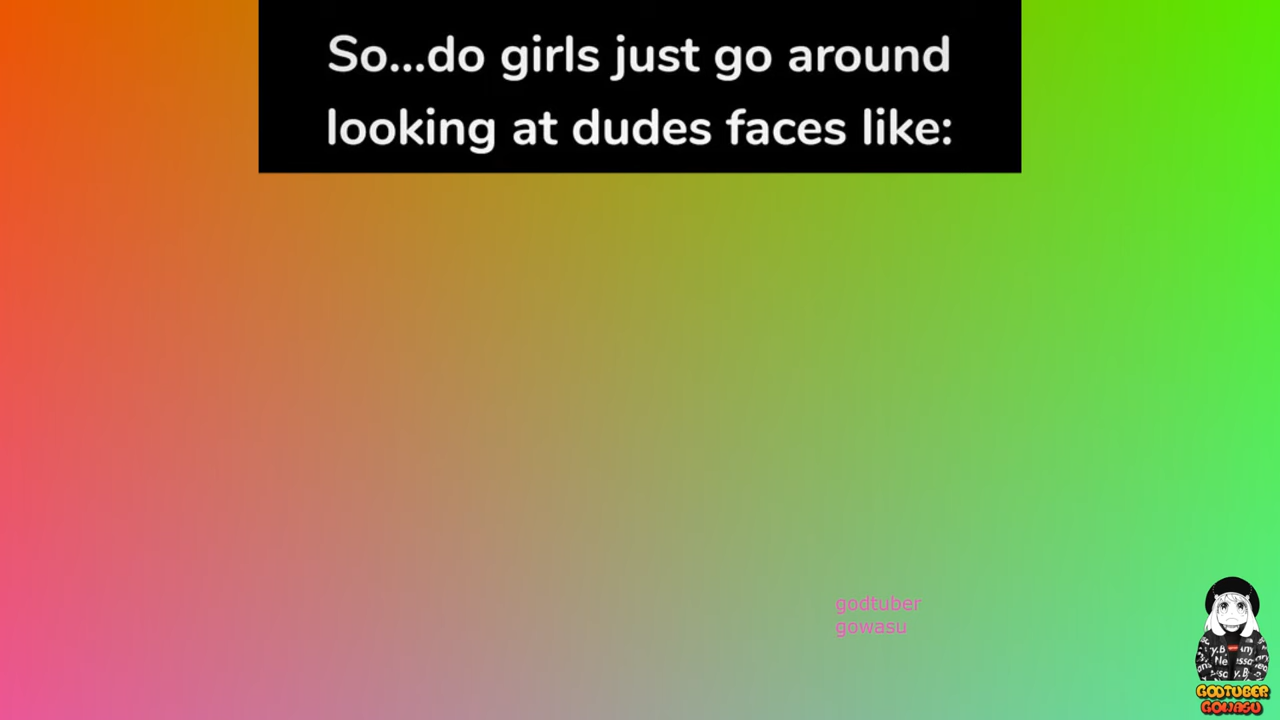 So...do girls just go around
looking at dudes faces like:
godtuber
gowasu
GODTUBER
GOWASU